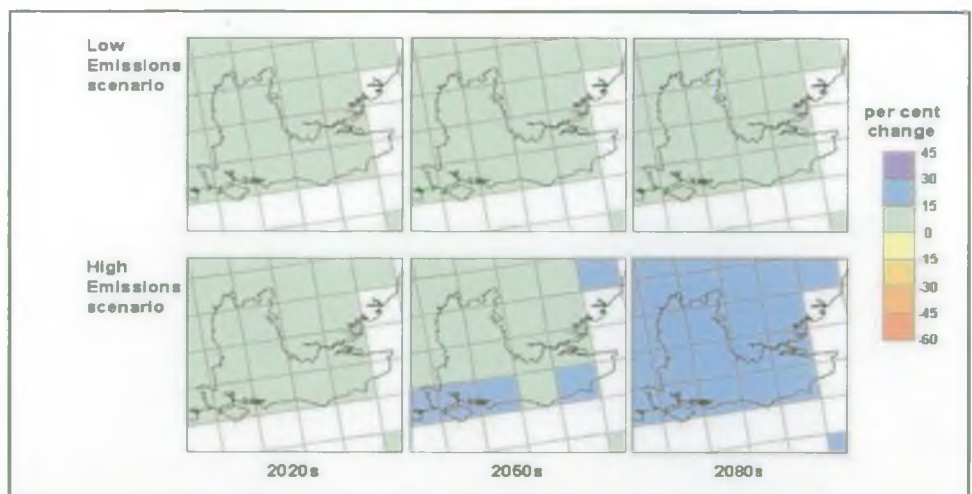 Low
Emissions
scenario
High
Emissions
scenario
per cent
change
45
30
15
0
15
-30
-45
-60
2020s
2050s
2080s